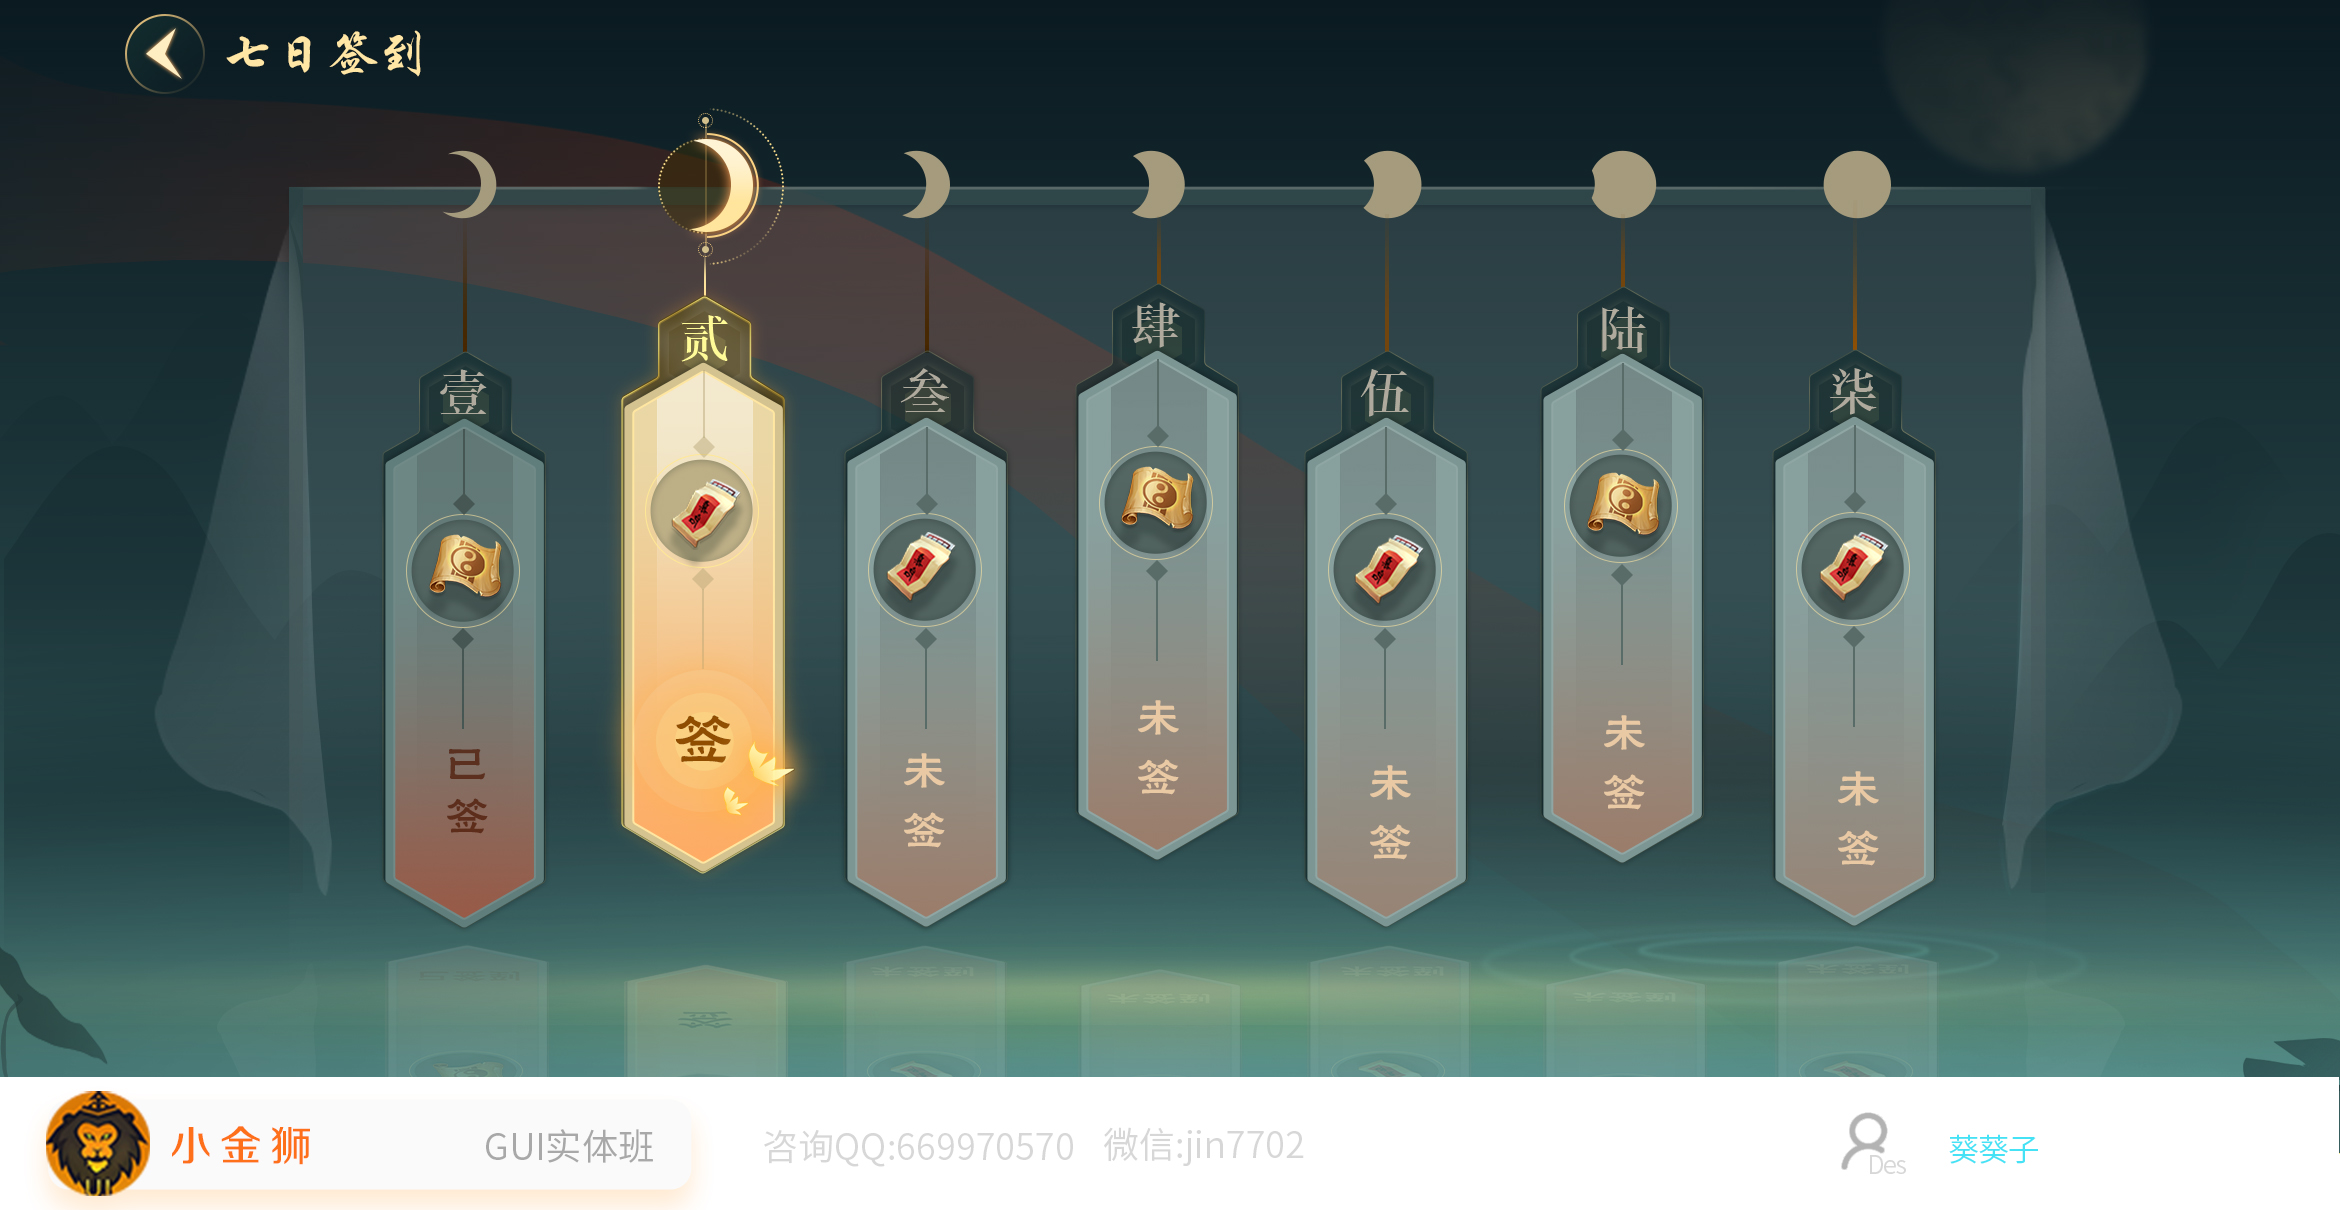 七日签到
壹
已签
贰
签
叁
未签
肆
未签
伍
未签
陆
未签
柒
未签
小金狮
GUI实体班
咨询QQ:669970570
微信:jin7702
Des
葵葵子
UI